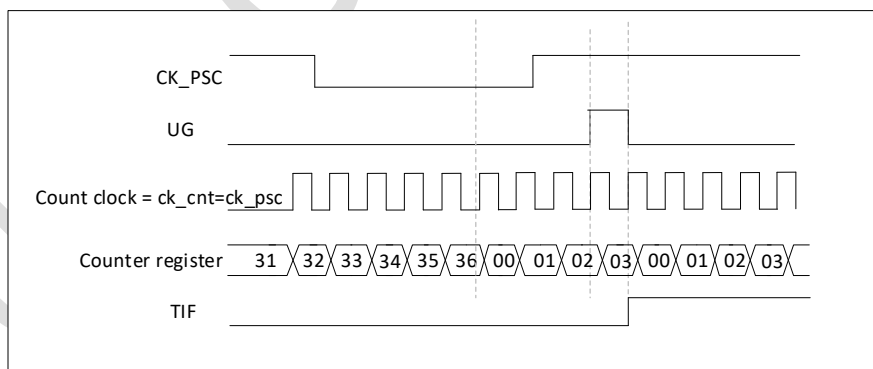 CK_PSC
UG
Count clock = ck_cnt=ck_psc
Counter register 31 32 33 34 35 36 00 01 02 03 00 01 02 03
TIF